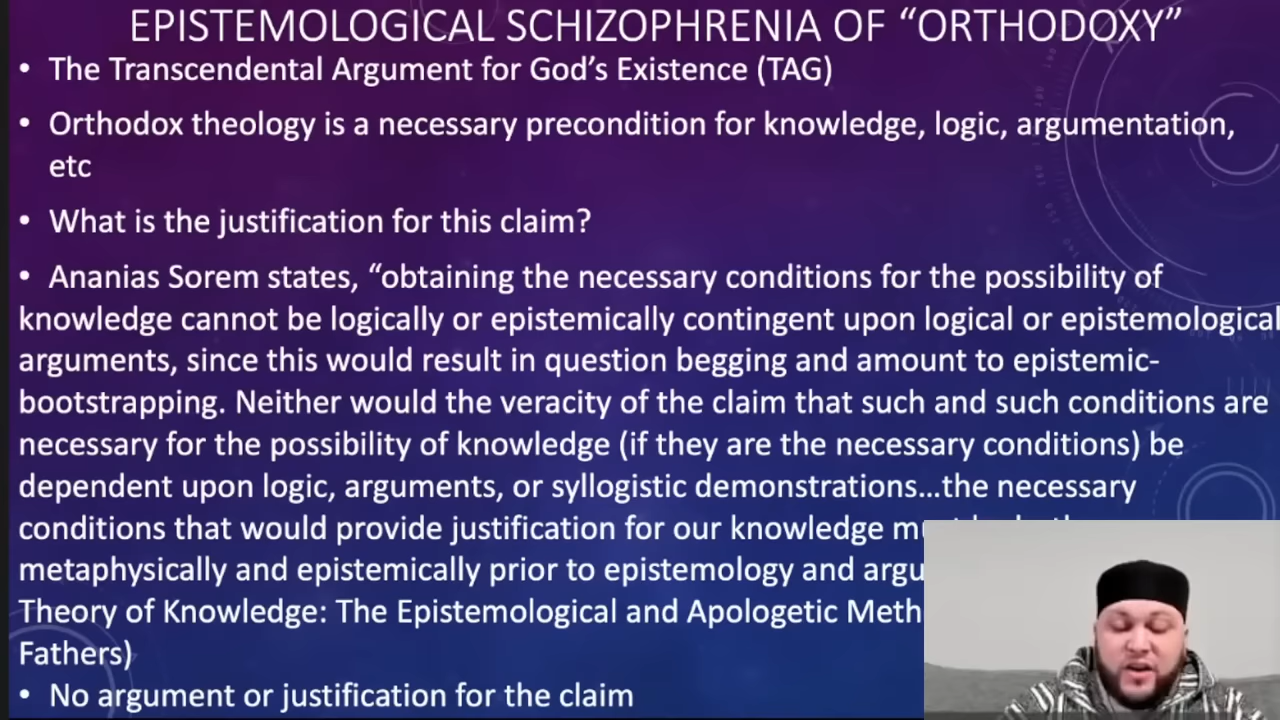 EPISTEMOLOGICAL SCHIZOPHRENIA OF “ORTHODOXY”
• The Transcendental Argument for God’s Existence (TAG)
• Orthodox theology is a necessary precondition for knowledge, logic, argumentation,
etc
• What is the justification for this claim?
• Ananias Sorem states, “obtaining the necessary conditions for the possibility of
knowledge cannot be logically or epistemically contingent upon logical or epistemological
arguments, since this would result in question begging and amount to epistemic-
bootstrapping. Neither would the veracity of the claim that such and such conditions are
necessary for the possibility of knowledge (if they are the necessary conditions) be
dependent upon logic, arguments, or syllogistic demonstrations...the necessary
conditions that would provide justification for our knowledge
metaphysically and epistemically prior to epistemology and
Theory of Knowledge: The Epistemological and Apologetic
Fathers)
• No argument or justification for the claim